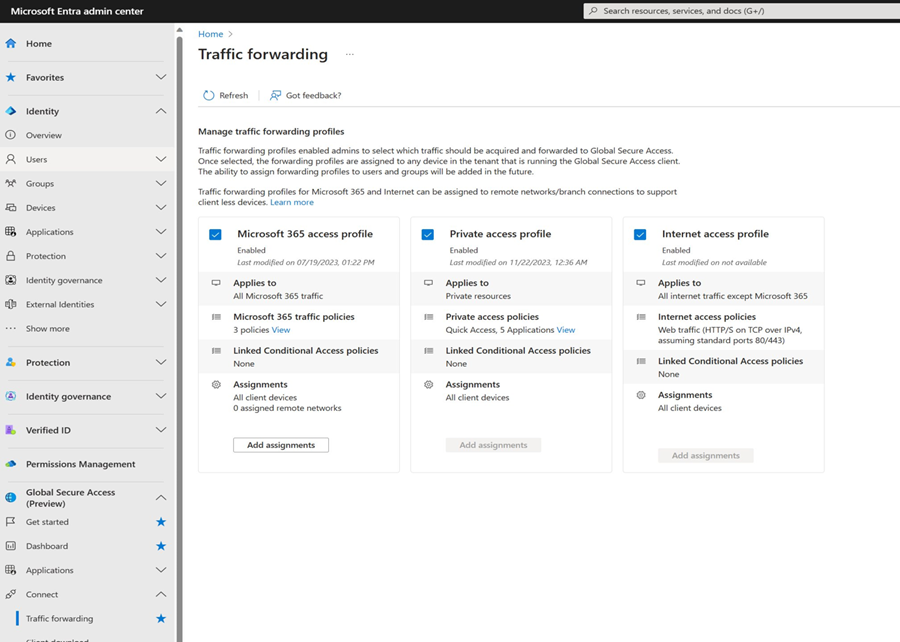 Microsoft Entra admin center
Search resources, services, and docs (G+/)
Home
Favorites
Identity
Overview
Users
Groups
Devices
Applications
Protection
Identity governance
External Identities
Show more
Protection
Identity governance
Verified ID
Permissions Management
Global Secure Access
(Preview)
Get started
Dashboard
Applications
Connect
Traffic forwarding
Client download
Home >
Traffic forwarding ...
Refresh
Got feedback?
Manage traffic forwarding profiles
Traffic forwarding profiles enabled admins to select which traffic should be acquired and forwarded to Global Secure Access.
Once selected, the forwarding profiles are assigned to any device in the tenant that is running the Global Secure Access client.
The ability to assign forwarding profiles to users and groups will be added in the future.
Traffic forwarding profiles for Microsoft 365 and Internet can be assigned to remote networks/branch connections to support
client less devices. Learn more
Microsoft 365 access profile
Enabled
Last modified on 07/19/2023, 01:22 PM
Applies to
All Microsoft 365 traffic
Microsoft 365 traffic policies
3 policies View
Linked Conditional Access policies
None
Assignments
All client devices
0 assigned remote networks
Add assignments
Private access profile
Enabled
Last modified on 11/22/2023, 12:36 AM
Applies to
Private resources
Private access policies
Quick Access, 5 Applications View
Linked Conditional Access policies
None
Assignments
All client devices
Add assignments
Internet access profile
Enabled
Last modified on not available
Applies to
All internet traffic except Microsoft 365
Internet access policies
Web traffic (HTTP/S on TCP over IPv4,
assuming standard ports 80/443)
Linked Conditional Access policies
None
Assignments
All client devices
Add assignments